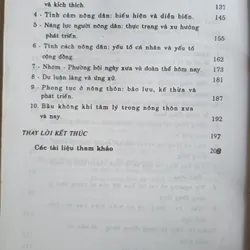 và kích thích. 137
4 - Tình cảm nông dân: biểu hiện và diễn biến. 145
5 - Năng lực người nông dân: thực trạng và xu hướng
phát triển. 155
6 - Tính cách nông dân: yếu tố cá nhân và yếu tố
cộng đồng. 162
7 - Nhóm - Phường hội ngày xưa và đoàn thể hôm nay. 173
8 - Dư luận làng và ứng xử. 181
9 - Phong tục ở nông thôn: bảo lưu, kế thừa và
phát triển. 187
10. Bầu không khí tâm lý trong nông thôn xưa
và nay. 192
THAY LỜI KẾT THÚC 197
Các tài liệu tham khảo